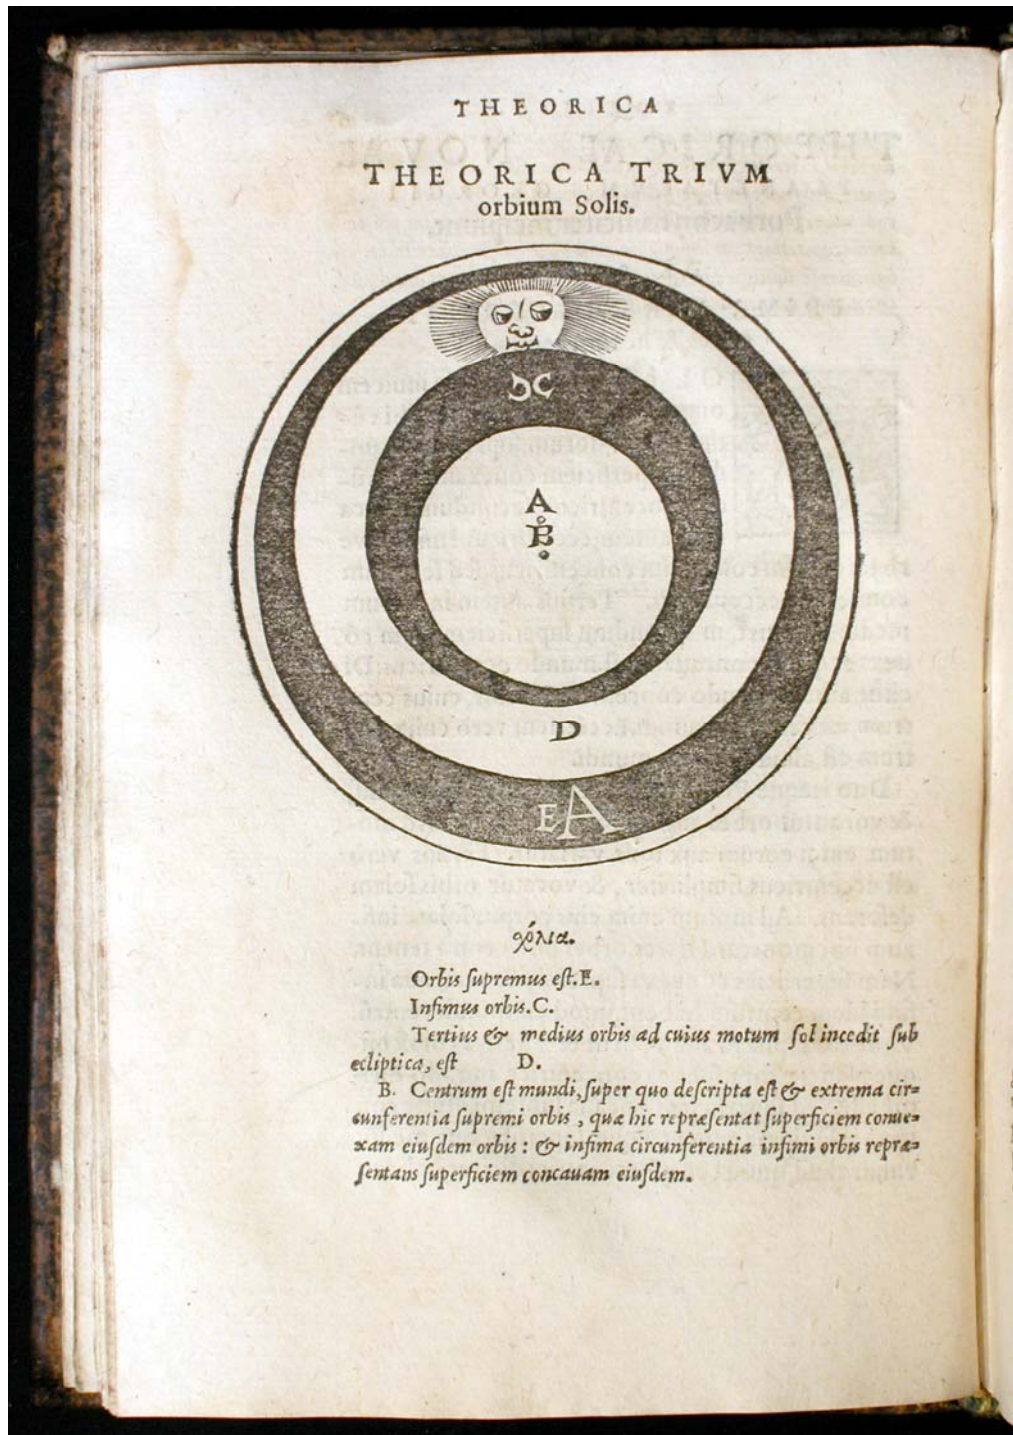 THEORICA
THEORICA TRIVM
orbium Solis.
ↃC
A
B
D
E A
σχόλια.
Orbis ſupremus eſt.E.
Infimus orbis.C.
Tertius & medius orbis ad cuius motum ſol incedit ſub
ecliptica, eſt D.
B. Centrum eſt mundi, ſuper quo deſcripta eſt & extrema cir=
cunferentia ſupremi orbis , quæ hic repræſentat ſuperficiem conue=
xam eiuſdem orbis : & infima circunferentia infimi orbis repræ=
ſentans ſuperficiem concauam eiuſdem.